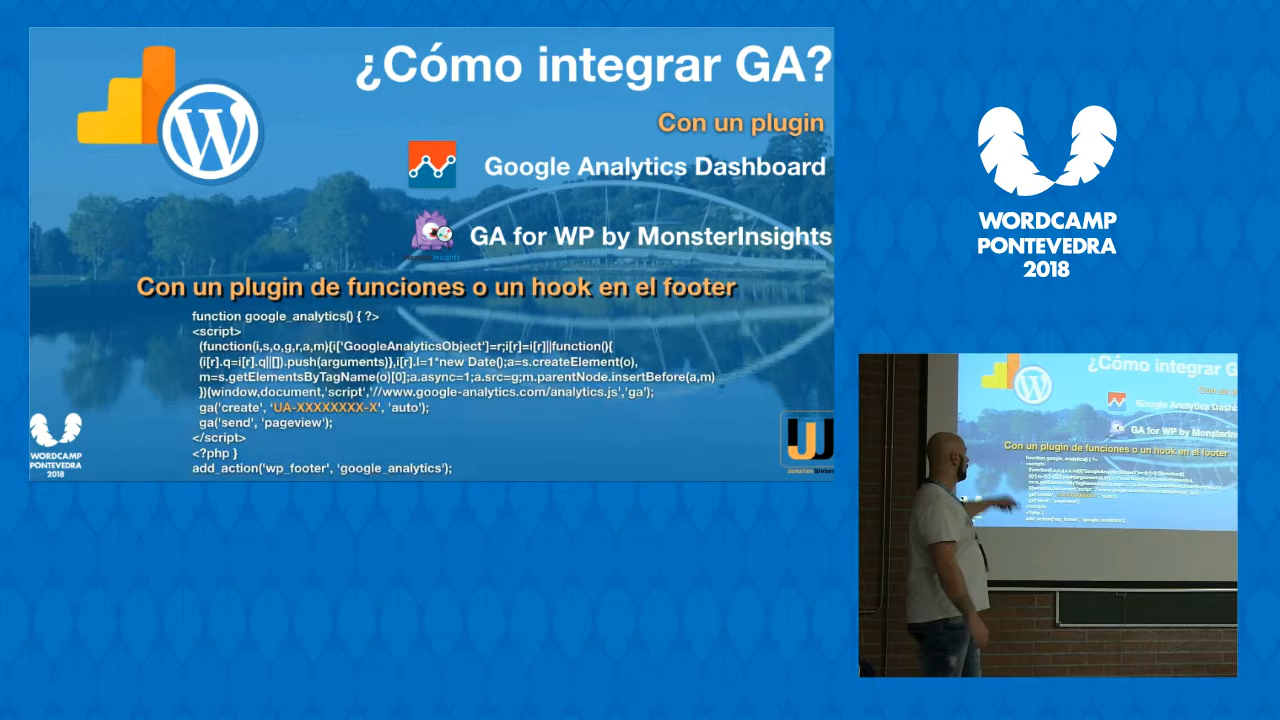 ¿Cómo integrar GA?
Con un plugin
Google Analytics Dashboard
GA for WP by MonsterInsights
Con un plugin de funciones o un hook en el footer
function google_analytics() { ?>
<script>
(function(i,s,o,g,r,a,m){i['GoogleAnalyticsObject']=r;i[r]=i[r]||function(){
(i[r].q=i[r].q||[]).push(arguments)},i[r].l=1*new Date();a=s.createElement(o),
m=s.getElementsByTagName(o)[0];a.async=1;a.src=g;m.parentNode.insertBefore(a,m)
})(window,document,'script','//www.google-analytics.com/analytics.js','ga');
ga('create', 'UA-XXXXXXXX-X', 'auto');
ga('send', 'pageview');
</script>
<?php }
add_action('wp_footer', 'google_analytics');
WORDCAMP
PONTEVEDRA
2018
WORDCAMP
PONTEVEDRA
2018
¿Cómo integrar G
Con un p
Google Analytics Dashb
GA for WP by MonsterIn
Con un plugin de funciones o un hook en el footer